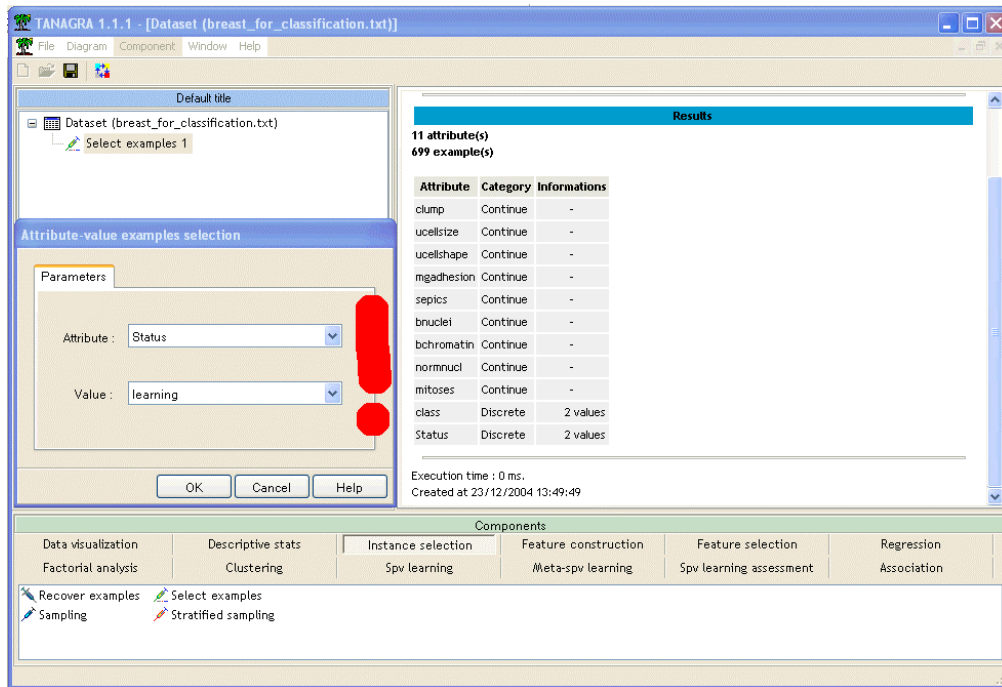 TANAGRA 1.1.1 - [Dataset (breast_for_classification.txt)]
File Diagram Component Window Help
Default title
Dataset (breast_for_classification.txt)
Select examples 1
Attribute-value examples selection
Parameters
Attribute : Status
Value : learning
OK Cancel Help
Results
11 attribute(s)
699 example(s)
Attribute Category Informations
clump Continue -
ucellsize Continue -
ucellshape Continue -
mgadhesion Continue -
sepics Continue -
bnuclei Continue -
bchromatin Continue -
normnucl Continue -
mitoses Continue -
class Discrete 2 values
Status Discrete 2 values
Execution time : 0 ms.
Created at 23/12/2004 13:49:49
Components
Data visualization Descriptive stats Instance selection Feature construction Feature selection Regression
Factorial analysis Clustering Spv learning Meta-spv learning Spv learning assessment Association
Recover examples Select examples
Sampling Stratified sampling